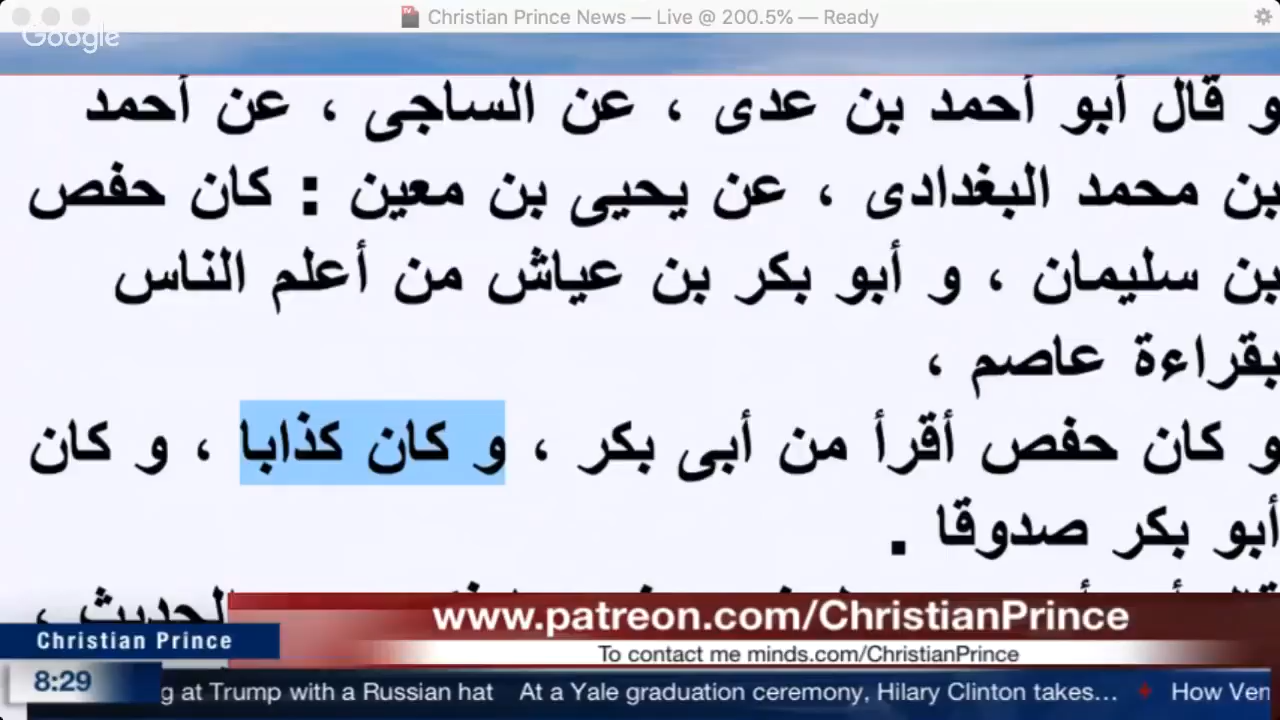 Christian Prince News — Live @ 200.5% — Ready
Google
و قال أبو أحمد بن عدى ، عن الساجى ، عن أحمد
بن محمد البغدادى ، عن يحيى بن معين : كان حفص
بن سليمان ، و أبو بكر بن عياش من أعلم الناس
بقراءة عاصم ،
و كان حفص أقرأ من أبى بكر ، و كان كذابا ، و كان
أبو بكر صدوقا .
الحديث ،
www.patreon.com/ChristianPrince
Christian Prince
To contact me minds.com/ChristianPrince
8:29
g at Trump with a Russian hat At a Yale graduation ceremony, Hilary Clinton takes... How Ven